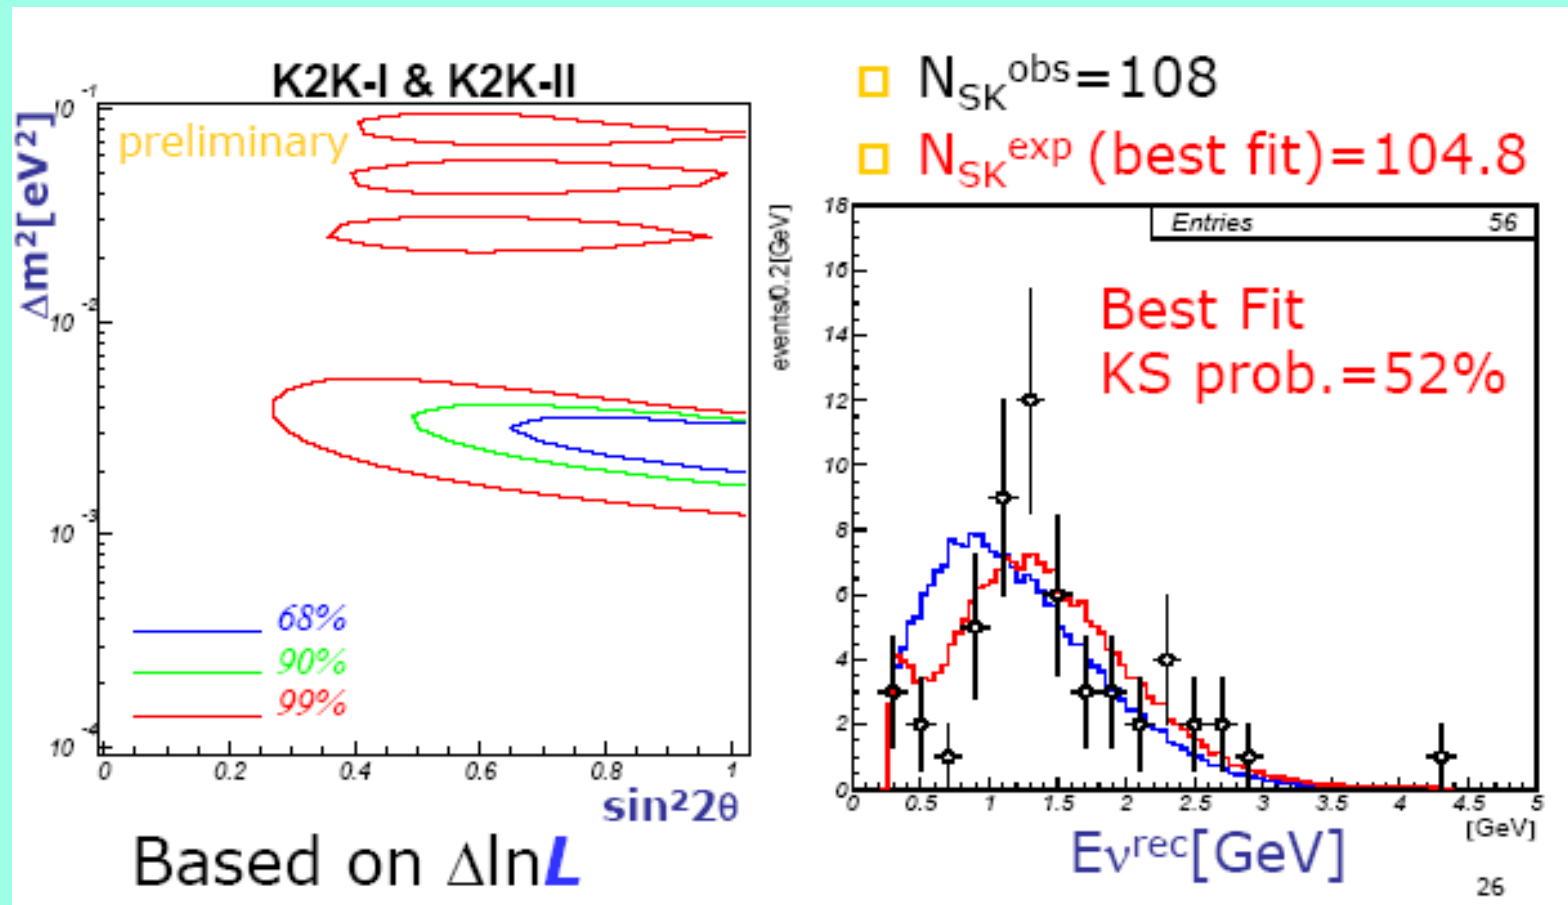 K2K-I & K2K-II
preliminary
Δm²[eV²]
10⁻¹
10⁻²
10⁻³
10⁻⁴
68%
90%
99%
0 0.2 0.4 0.6 0.8 1
sin²2θ
Based on ΔlnL
N_SK^obs=108
N_SK^exp (best fit)=104.8
events/0.2[GeV]
Entries 56
Best Fit
KS prob.=52%
18
16
14
12
10
8
6
4
2
0
0 0.5 1 1.5 2 2.5 3 3.5 4 4.5 5
[GeV]
Eν^rec[GeV]
26